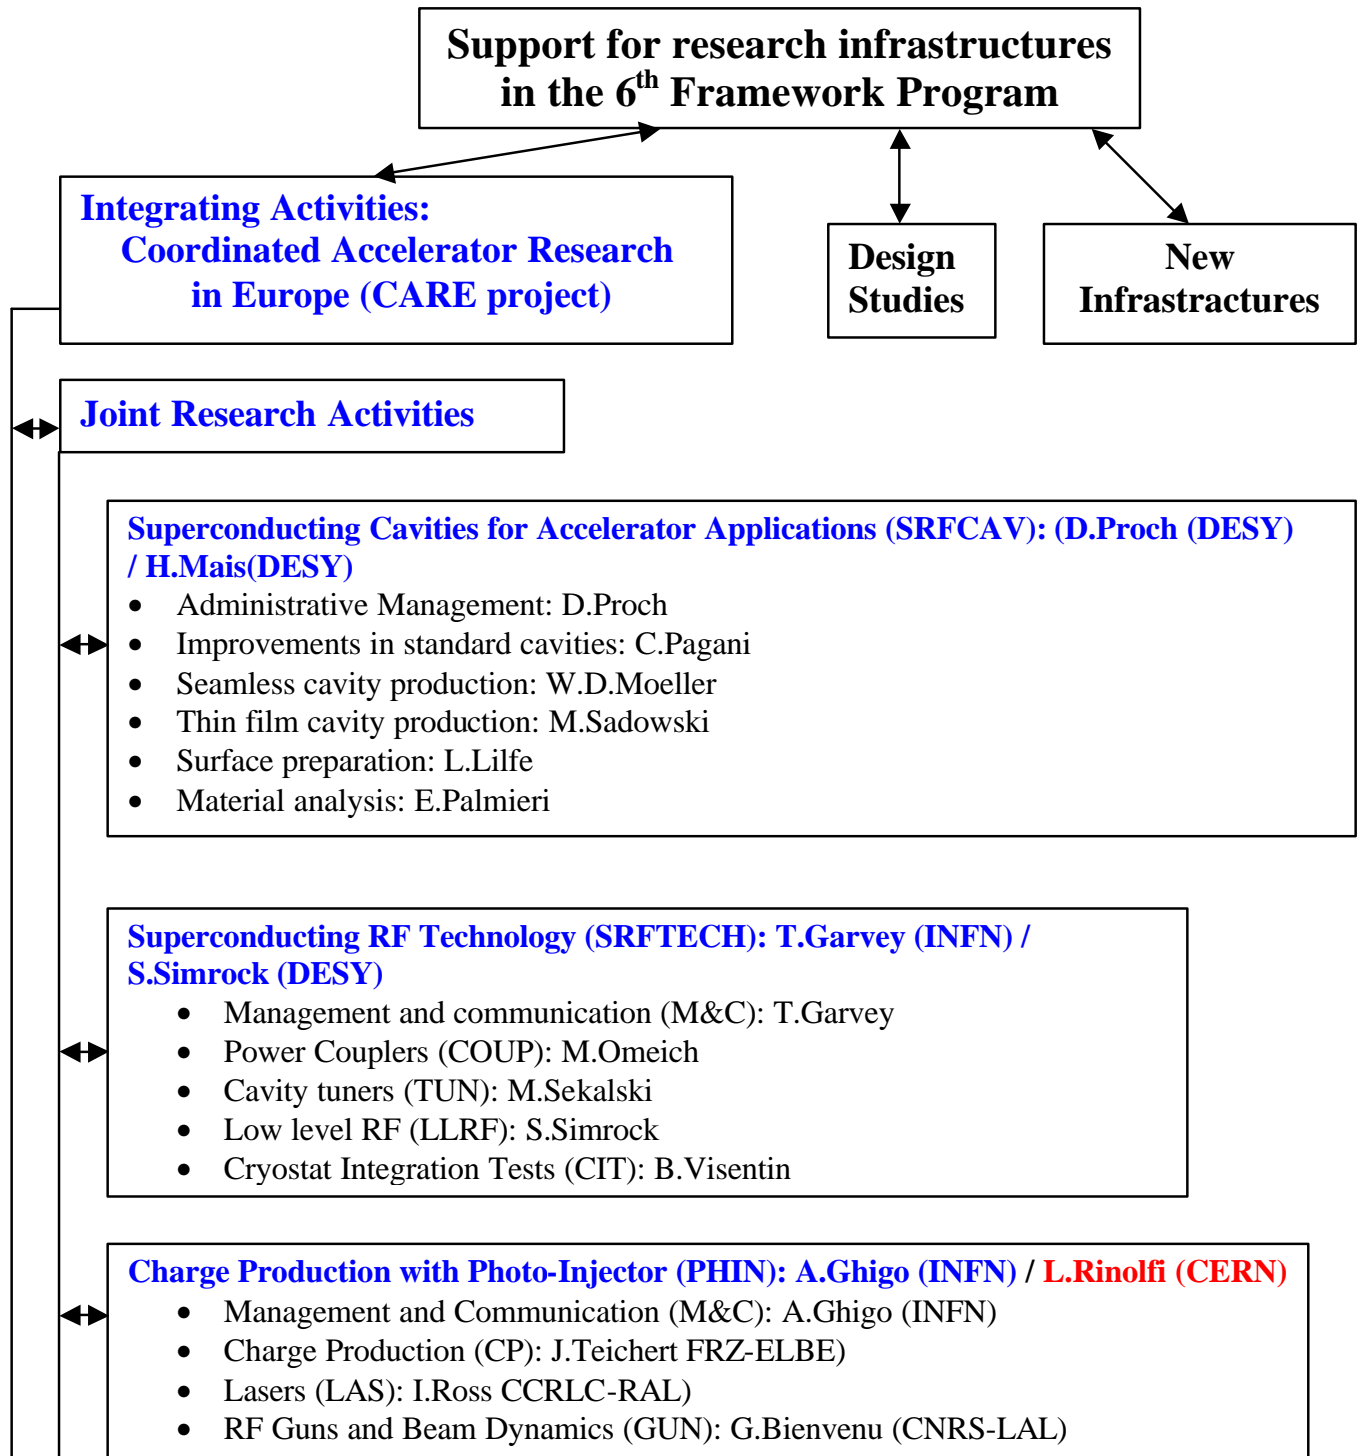 Support for research infrastructures
in the 6th Framework Program
Integrating Activities:
Coordinated Accelerator Research
in Europe (CARE project)
Design
Studies
New
Infrastractures
Joint Research Activities
Superconducting Cavities for Accelerator Applications (SRFCAV): (D.Proch (DESY)
/ H.Mais(DESY)
• Administrative Management: D.Proch
• Improvements in standard cavities: C.Pagani
• Seamless cavity production: W.D.Moeller
• Thin film cavity production: M.Sadowski
• Surface preparation: L.Lilfe
• Material analysis: E.Palmieri
Superconducting RF Technology (SRFTECH): T.Garvey (INFN) /
S.Simrock (DESY)
• Management and communication (M&C): T.Garvey
• Power Couplers (COUP): M.Omeich
• Cavity tuners (TUN): M.Sekalski
• Low level RF (LLRF): S.Simrock
• Cryostat Integration Tests (CIT): B.Visentin
Charge Production with Photo-Injector (PHIN): A.Ghigo (INFN) / L.Rinolfi (CERN)
• Management and Communication (M&C): A.Ghigo (INFN)
• Charge Production (CP): J.Teichert FRZ-ELBE)
• Lasers (LAS): I.Ross CCRLC-RAL)
• RF Guns and Beam Dynamics (GUN): G.Bienvenu (CNRS-LAL)